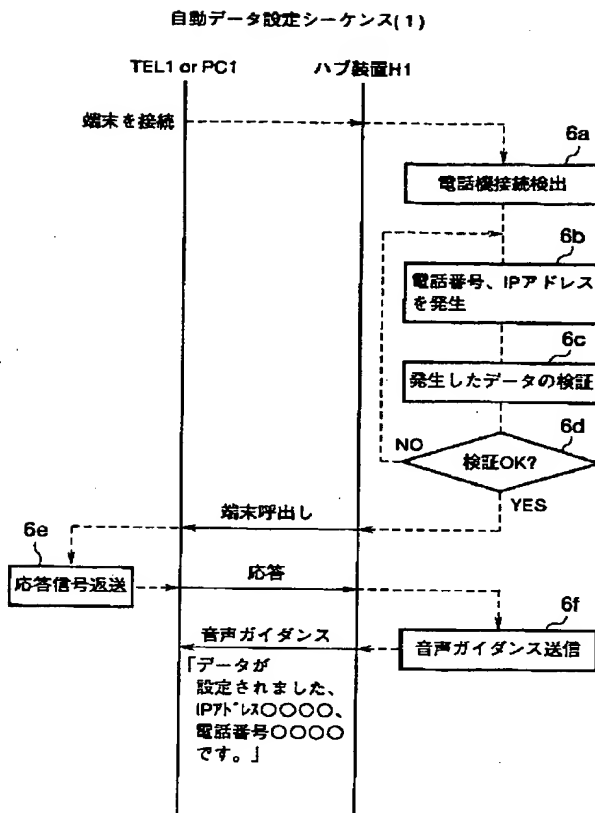 自動データ設定シーケンス(1)
TEL1 or PC1
ハブ装置H1
端末を接続
6a
電話機接続検出
6b
電話番号、IPアドレス
を発生
6c
発生したデータの検証
6d
NO
検証OK?
YES
端末呼出し
6e
応答信号返送
応答
6f
音声ガイダンス
音声ガイダンス送信
「データが
設定されました、
IPアドレス○○○○、
電話番号○○○○
です。」